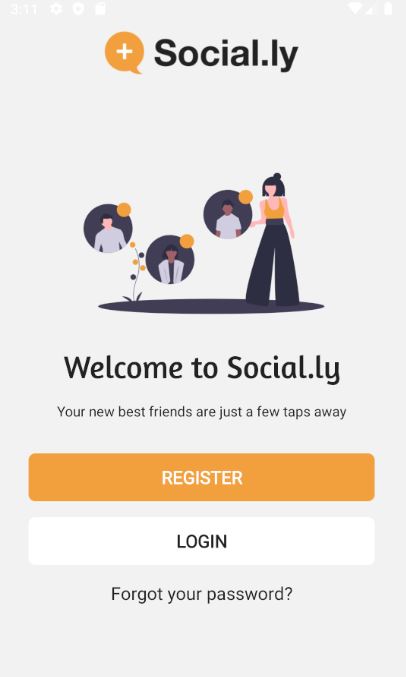 3:11
Social.ly
Welcome to Social.ly
Your new best friends are just a few taps away
REGISTER
LOGIN
Forgot your password?